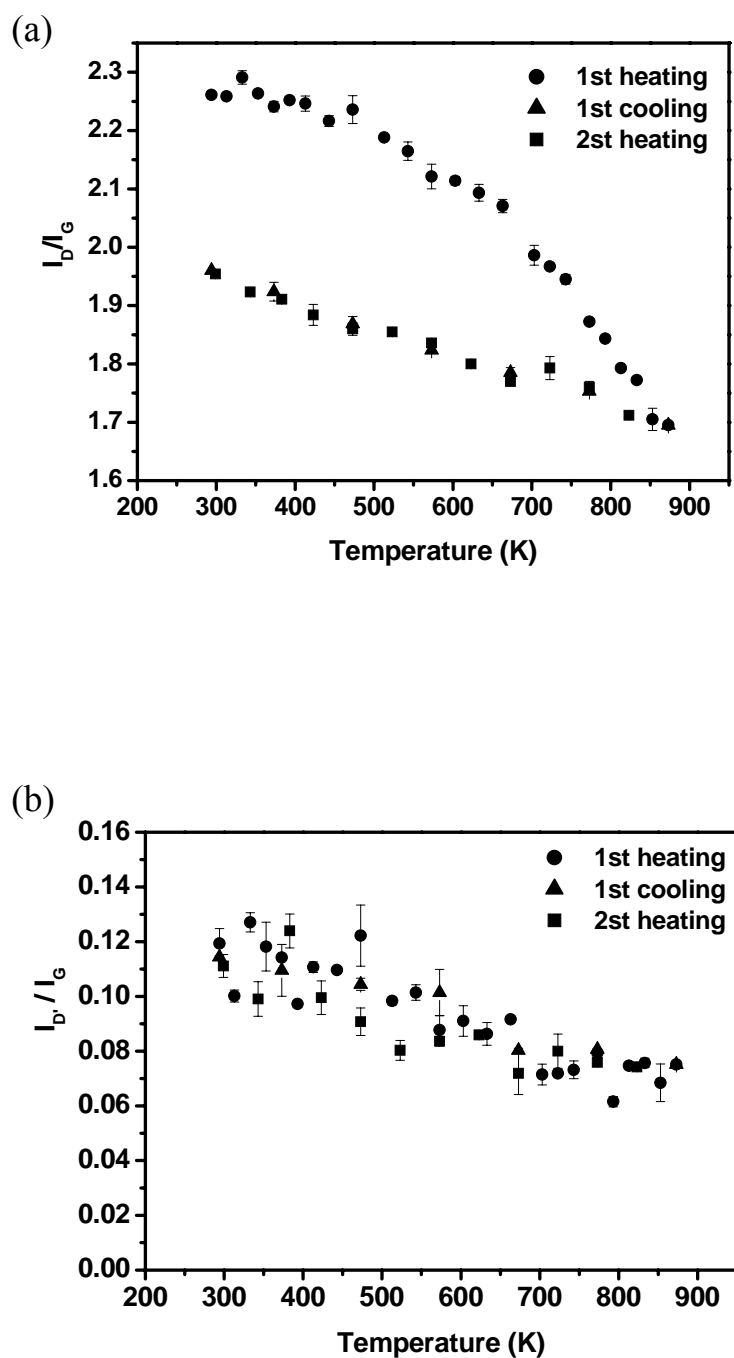 (a)
2.3
2.2
2.1
2.0
1.9
1.8
1.7
1.6
I_D/I_G
1st heating
1st cooling
2st heating
200 300 400 500 600 700 800 900
Temperature (K)
(b)
0.16
0.14
0.12
0.10
0.08
0.06
0.04
0.02
0.00
I_D' / I_G
1st heating
1st cooling
2st heating
200 300 400 500 600 700 800 900
Temperature (K)